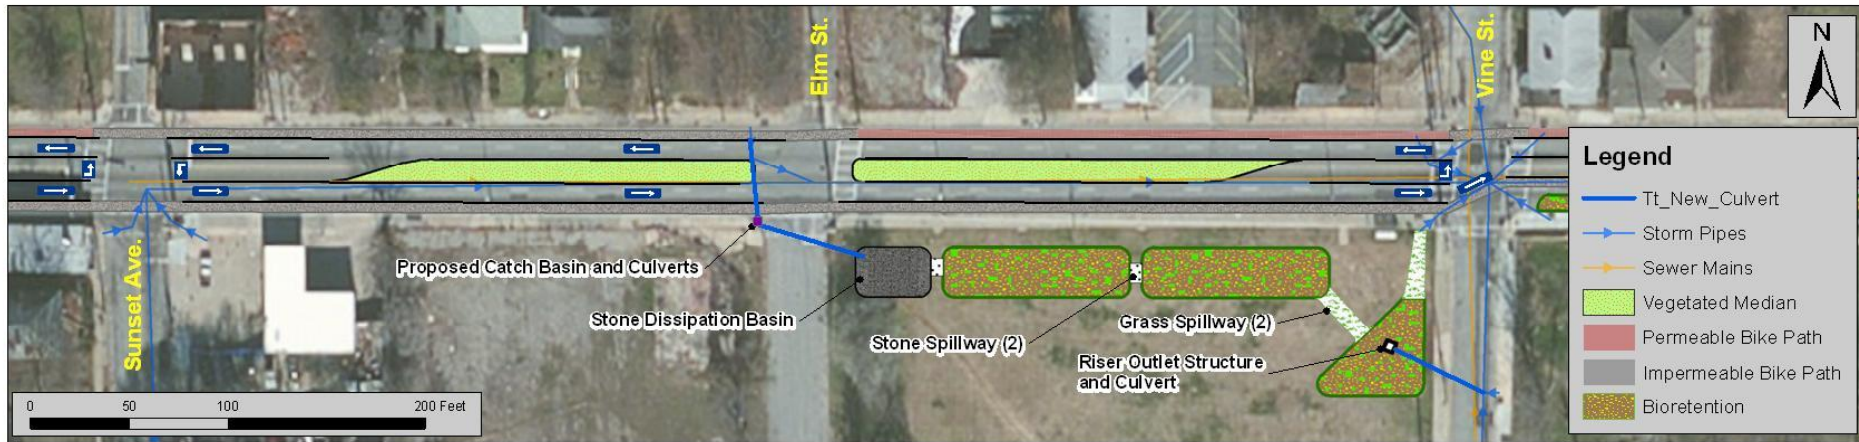 Elm St.
Vine St.
N
Sunset Ave.
Proposed Catch Basin and Culverts
Stone Dissipation Basin
Stone Spillway (2)
Grass Spillway (2)
Riser Outlet Structure
and Culvert
Legend
Tt_New_Culvert
Storm Pipes
Sewer Mains
Vegetated Median
Permeable Bike Path
Impermeable Bike Path
Bioretention
0 50 100 200 Feet